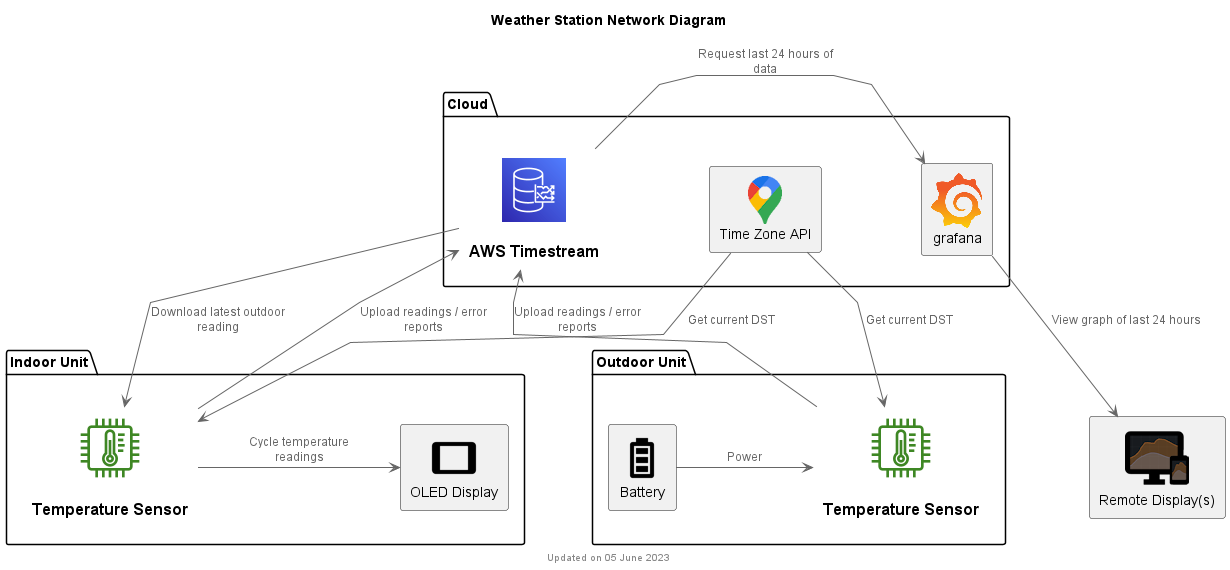 Weather Station Network Diagram
Request last 24 hours of
data
Cloud
AWS Timestream
Time Zone API
grafana
Download latest outdoor
reading
Upload readings / error
reports
Upload readings / error
reports
Get current DST
Get current DST
View graph of last 24 hours
Indoor Unit
Temperature Sensor
Cycle temperature
readings
OLED Display
Outdoor Unit
Battery
Power
Temperature Sensor
Remote Display(s)
Updated on 05 June 2023